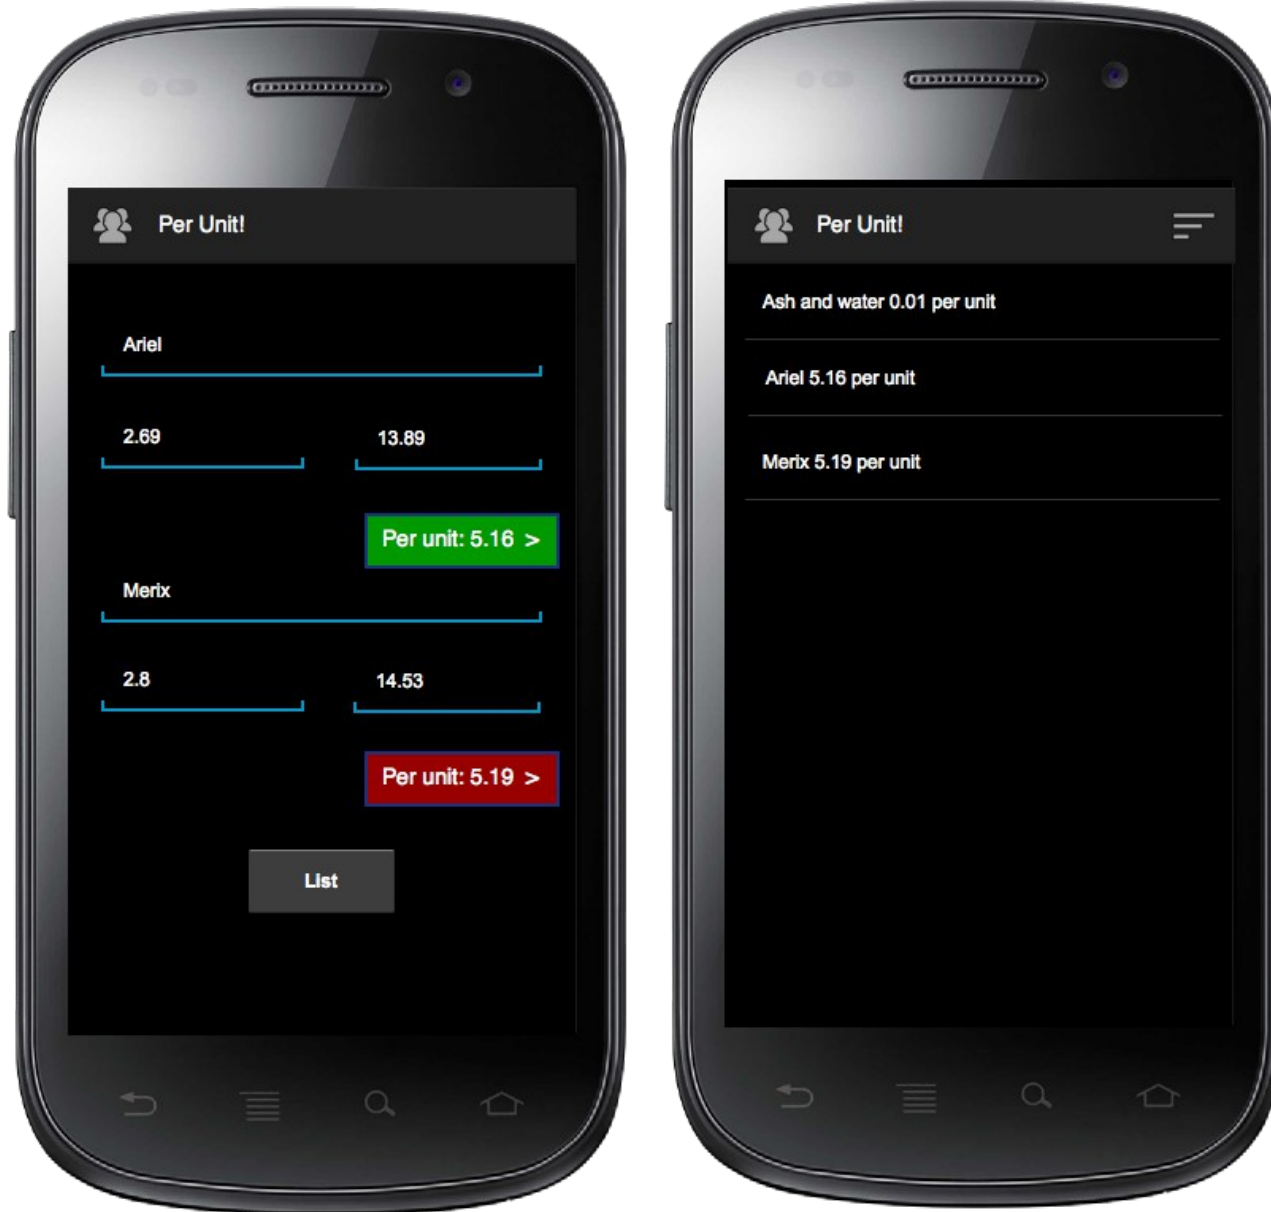 Per Unit!
Ariel
2.69 13.89
Per unit: 5.16 >
Merix
2.8 14.53
Per unit: 5.19 >
List
Per Unit!
Ash and water 0.01 per unit
Ariel 5.16 per unit
Merix 5.19 per unit